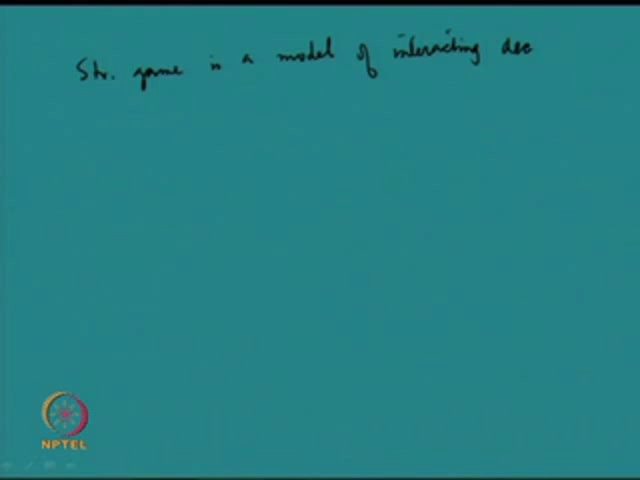 Str. game is a model of interacting dec
NPTEL